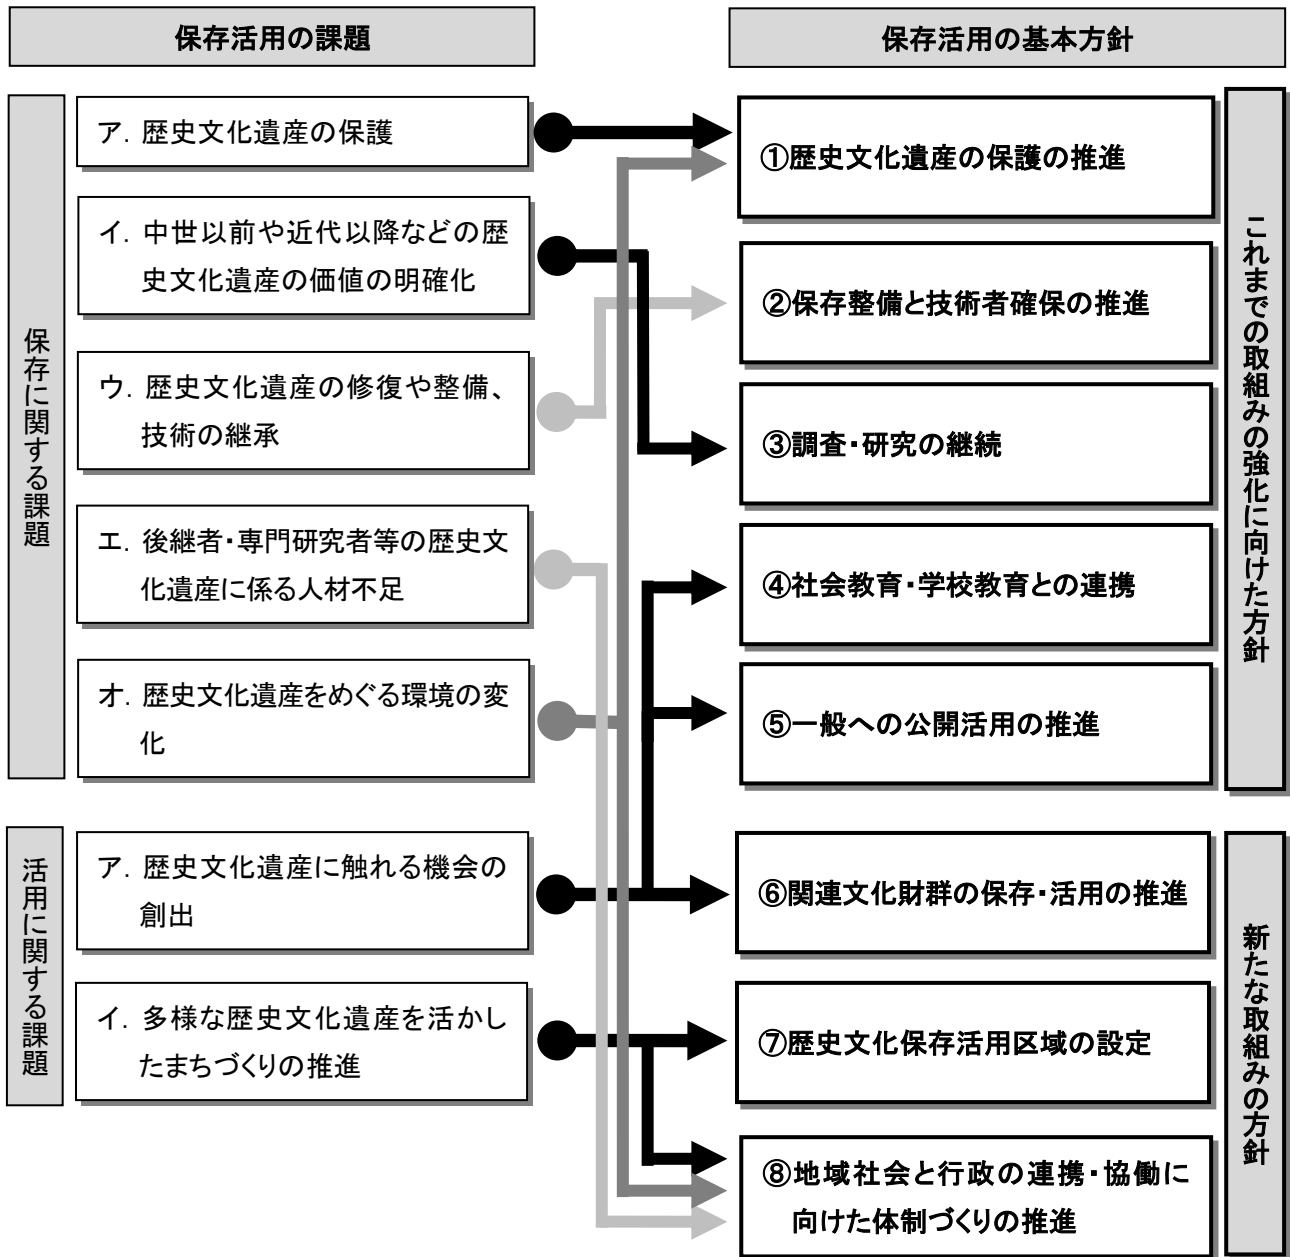 保存活用の課題
保存に関する課題
ア. 歴史文化遺産の保護
イ. 中世以前や近代以降などの歴
史文化遺産の価値の明確化
ウ. 歴史文化遺産の修復や整備、
技術の継承
エ. 後継者・専門研究者等の歴史文
化遺産に係る人材不足
オ. 歴史文化遺産をめぐる環境の変
化
活用に関する課題
ア. 歴史文化遺産に触れる機会の
創出
イ. 多様な歴史文化遺産を活かし
たまちづくりの推進
保存活用の基本方針
①歴史文化遺産の保護の推進
②保存整備と技術者確保の推進
③調査・研究の継続
④社会教育・学校教育との連携
⑤一般への公開活用の推進
これまでの取組みの強化に向けた方針
⑥関連文化財群の保存・活用の推進
⑦歴史文化保存活用区域の設定
⑧地域社会と行政の連携・協働に
向けた体制づくりの推進
新たな取組みの方針